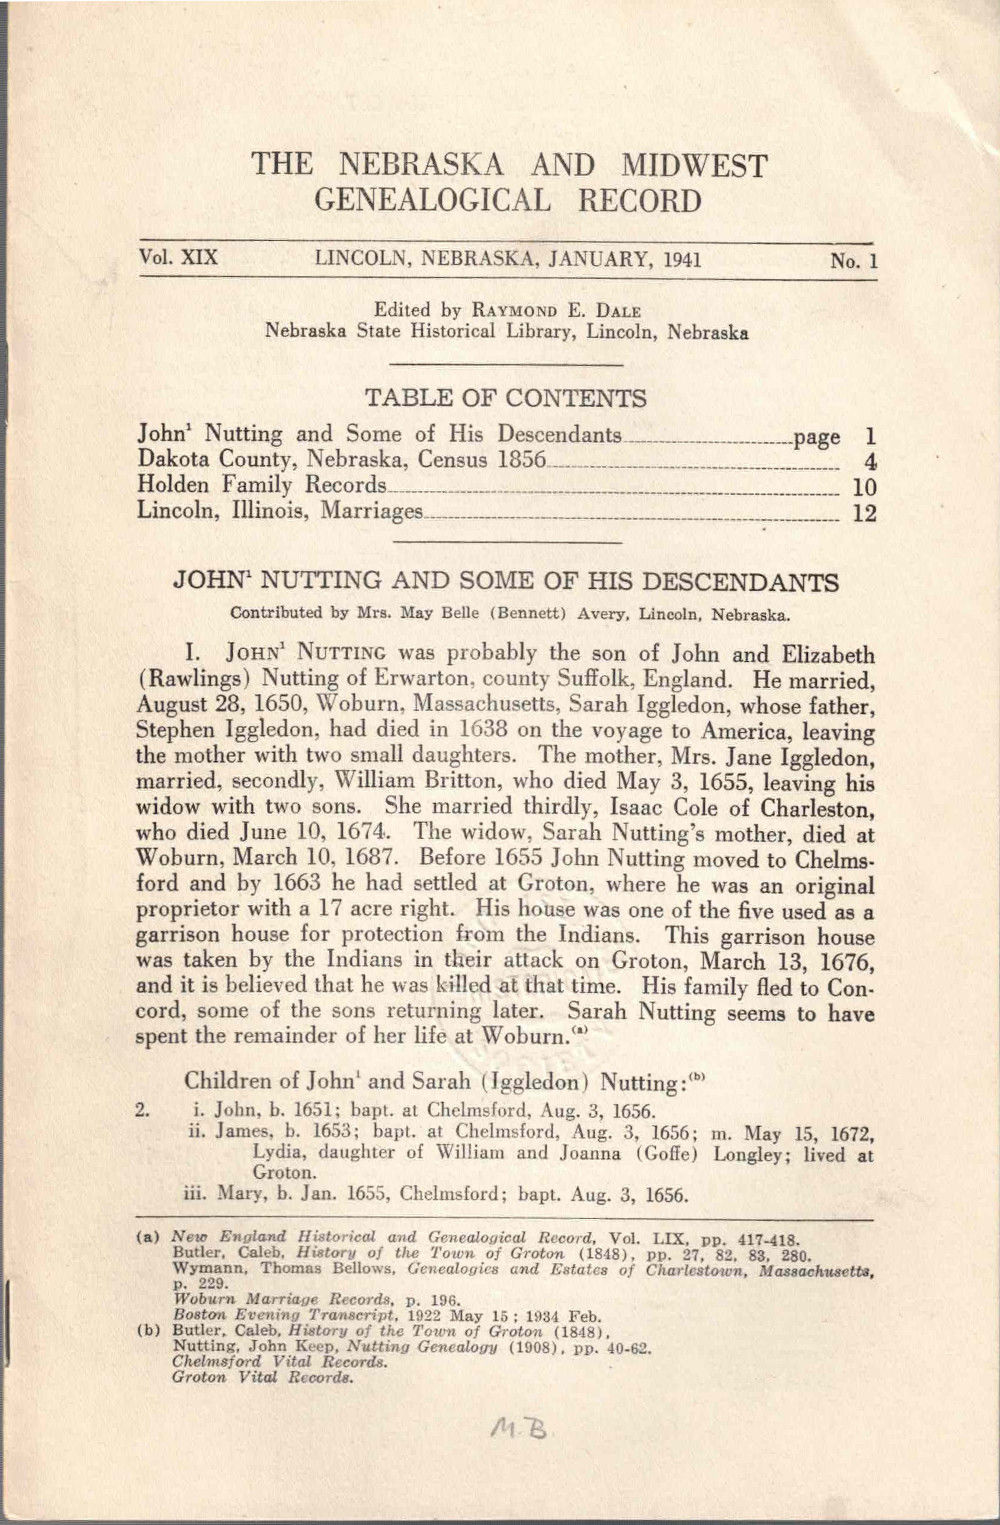 THE NEBRASKA AND MIDWEST
GENEALOGICAL RECORD
Vol. XIX LINCOLN, NEBRASKA, JANUARY, 1941 No. 1
Edited by RAYMOND E. DALE
Nebraska State Historical Library, Lincoln, Nebraska
TABLE OF CONTENTS
John¹ Nutting and Some of His Descendants page 1
Dakota County, Nebraska, Census 1856 4
Holden Family Records 10
Lincoln, Illinois, Marriages 12
JOHN¹ NUTTING AND SOME OF HIS DESCENDANTS
Contributed by Mrs. May Belle (Bennett) Avery, Lincoln, Nebraska.
I. JOHN¹ NUTTING was probably the son of John and Elizabeth
(Rawlings) Nutting of Erwarton, county Suffolk, England. He married,
August 28, 1650, Woburn, Massachusetts, Sarah Iggledon, whose father,
Stephen Iggledon, had died in 1638 on the voyage to America, leaving
the mother with two small daughters. The mother, Mrs. Jane Iggledon,
married, secondly, William Britton, who died May 3, 1655, leaving his
widow with two sons. She married thirdly, Isaac Cole of Charleston,
who died June 10, 1674. The widow, Sarah Nutting's mother, died at
Woburn, March 10, 1687. Before 1655 John Nutting moved to Chelms-
ford and by 1663 he had settled at Groton, where he was an original
proprietor with a 17 acre right. His house was one of the five used as a
garrison house for protection from the Indians. This garrison house
was taken by the Indians in their attack on Groton, March 13, 1676,
and it is believed that he was killed at that time. His family fled to Con-
cord, some of the sons returning later. Sarah Nutting seems to have
spent the remainder of her life at Woburn.(a)
Children of John¹ and Sarah (Iggledon) Nutting:(b)
2. i. John, b. 1651; bapt. at Chelmsford, Aug. 3, 1656.
ii. James, b. 1653; bapt. at Chelmsford, Aug. 3, 1656; m. May 15, 1672,
Lydia, daughter of William and Joanna (Goffe) Longley; lived at
Groton.
iii. Mary, b. Jan. 1655, Chelmsford; bapt. Aug. 3, 1656.
(a) New England Historical and Genealogical Record, Vol. LIX, pp. 417-418.
Butler, Caleb, History of the Town of Groton (1848), pp. 27, 82, 83, 280.
Wymann, Thomas Bellows, Genealogies and Estates of Charlestown, Massachusetts,
p. 229.
Woburn Marriage Records, p. 196.
Boston Evening Transcript, 1922 May 15; 1934 Feb.
(b) Butler, Caleb, History of the Town of Groton (1848),
Nutting, John Keep, Nutting Genealogy (1908), pp. 40-62.
Chelmsford Vital Records.
Groton Vital Records.
M.B